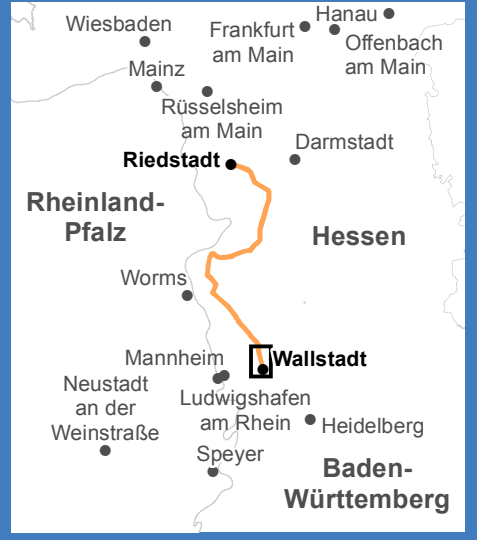 Hanau
Wiesbaden
Frankfurt
am Main
Offenbach
am Main
Mainz
Rüsselsheim
am Main
Darmstadt
Riedstadt
Rheinland-
Pfalz
Hessen
Worms
Mannheim
Wallstadt
Neustadt
an der
Weinstraße
Ludwigshafen
am Rhein
Heidelberg
Speyer
Baden-
Württemberg